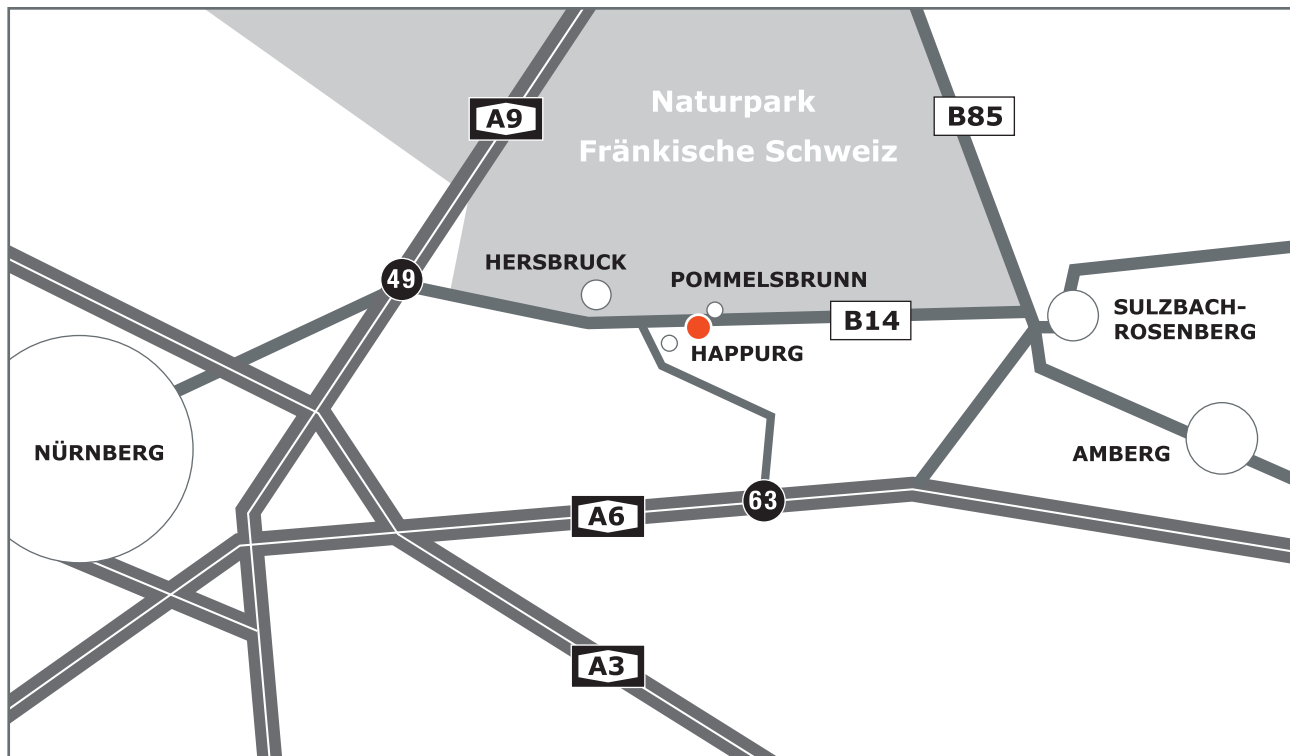 Naturpark
Fränkische Schweiz
A9
B85
49
HERSBRUCK
POMMELSBRUNN
B14
SULZBACH-
ROSENBERG
HAPPURG
NÜRNBERG
AMBERG
63
A6
A3